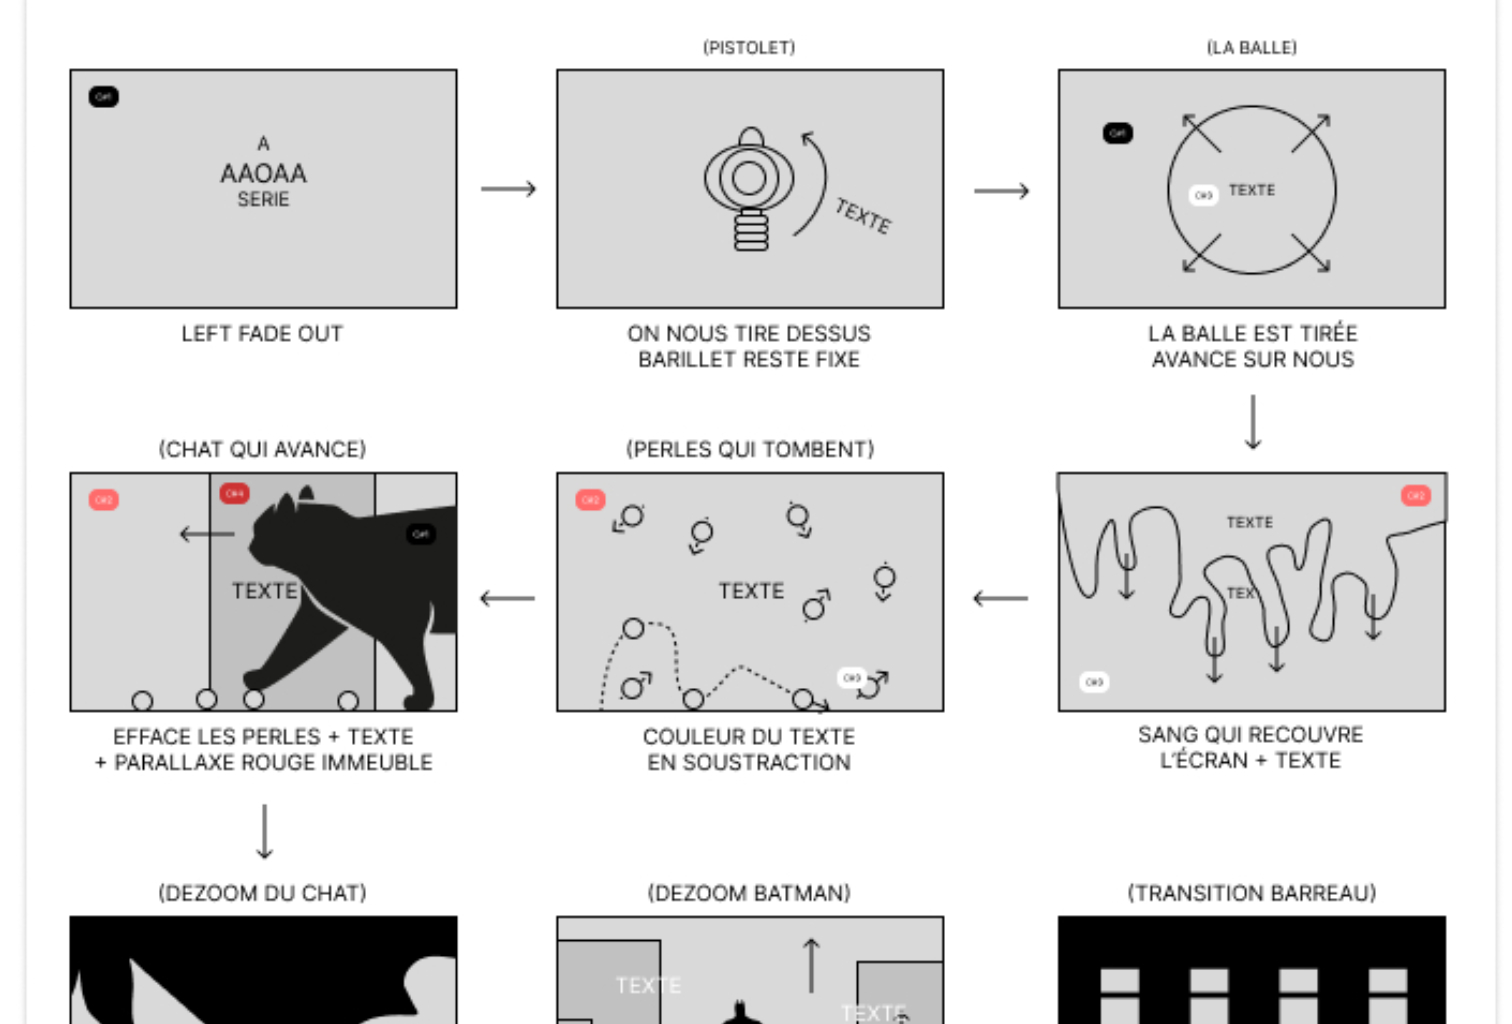 (PISTOLET)
(LA BALLE)
A
AAOAA
SERIE
TEXTE
TEXTE
LEFT FADE OUT
ON NOUS TIRE DESSUS
BARILLET RESTE FIXE
LA BALLE EST TIRÉE
AVANCE SUR NOUS
(CHAT QUI AVANCE)
(PERLES QUI TOMBENT)
TEXTE
TEXTE
TEXTE
TEX
EFFACE LES PERLES + TEXTE
+ PARALLAXE ROUGE IMMEUBLE
COULEUR DU TEXTE
EN SOUSTRACTION
SANG QUI RECOUVRE
L'ÉCRAN + TEXTE
(DEZOOM DU CHAT)
(DEZOOM BATMAN)
(TRANSITION BARREAU)
TEXTE
TEXTE